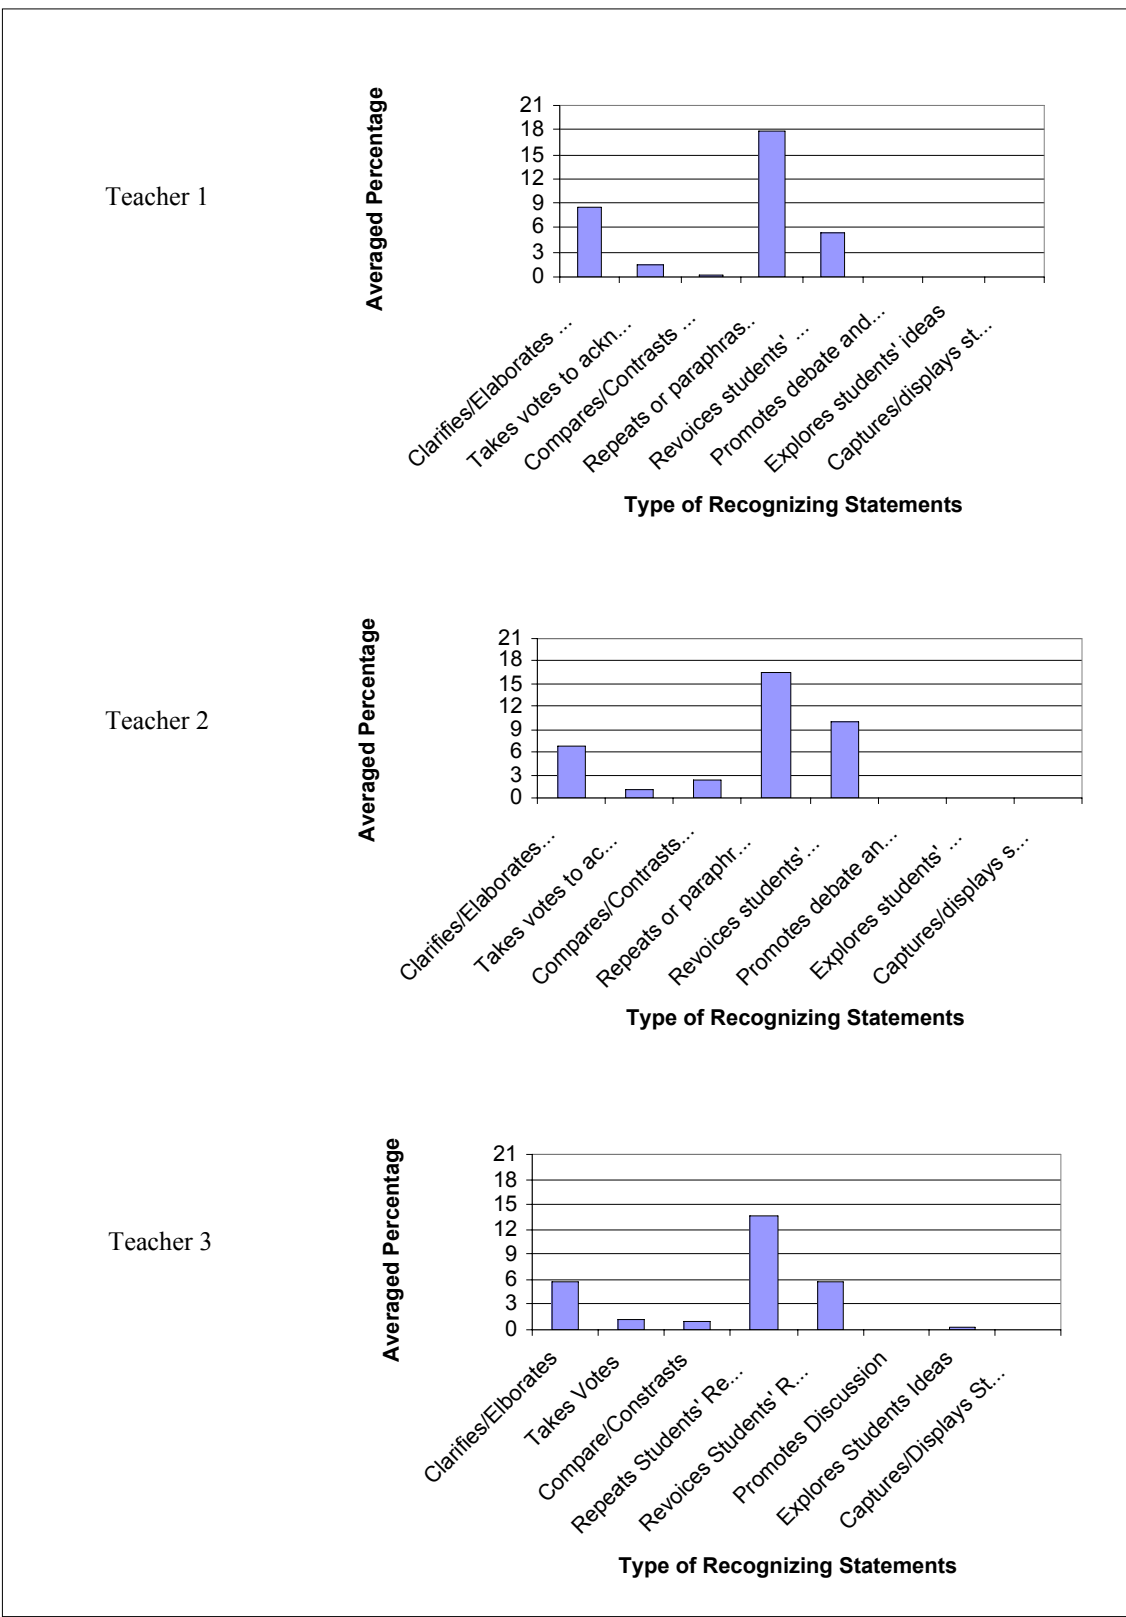 Teacher 1
Averaged Percentage
21
18
15
12
9
6
3
0
Clarifies/Elaborates ...
Takes votes to ackn...
Compares/Contrasts ...
Repeats or paraphras..
Revoices students' ...
Promotes debate and...
Explores students' ideas
Captures/displays st...
Type of Recognizing Statements
Teacher 2
Averaged Percentage
21
18
15
12
9
6
3
0
Clarifies/Elaborates...
Takes votes to ac...
Compares/Contrasts...
Repeats or paraphr...
Revoices students' ...
Promotes debate an...
Explores students' ...
Captures/displays s...
Type of Recognizing Statements
Teacher 3
Averaged Percentage
21
18
15
12
9
6
3
0
Clarifies/Elborates
Takes Votes
Compare/Constrasts
Repeats Students' Re...
Revoices Students' R...
Promotes Discussion
Explores Students Ideas
Captures/Displays St...
Type of Recognizing Statements